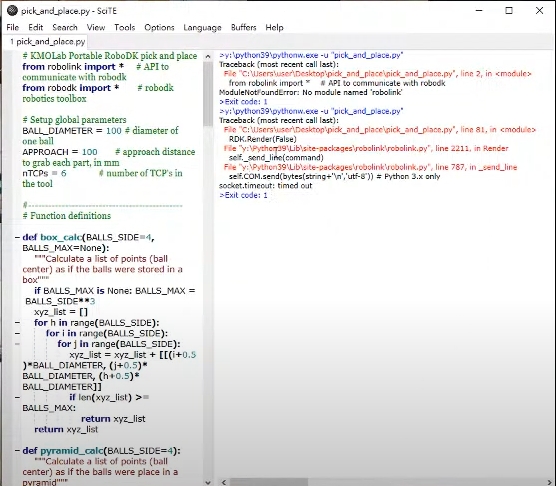 pick_and_place.py - SciTE
File Edit Search View Tools Options Language Buffers Help
1 pick_and_place.py
# KMOLab Portable RoboDK pick and place
from robolink import * # API to
communicate with robodk
from robodk import * # robodk
robotics toolbox
# Setup global parameters
BALL_DIAMETER = 100 # diameter of
one ball
APPROACH = 100 # approach distance
to grab each part, in mm
nTCPs = 6 # number of TCP's in
the tool
#----------------------------------------------
# Function definitions
def box_calc(BALLS_SIDE=4,
BALLS_MAX=None):
"""Calculate a list of points (ball
center) as if the balls were stored in a
box"""
if BALLS_MAX is None: BALLS_MAX =
BALLS_SIDE**3
xyz_list = []
for h in range(BALLS_SIDE):
for i in range(BALLS_SIDE):
for j in range(BALLS_SIDE):
xyz_list = xyz_list + [[(i+0.5
)*BALL_DIAMETER, (j+0.5)*
BALL_DIAMETER, (h+0.5)*
BALL_DIAMETER]]
if len(xyz_list) >=
BALLS_MAX:
return xyz_list
return xyz_list
def pyramid_calc(BALLS_SIDE=4):
"""Calculate a list of points (ball
center) as if the balls were place in a
pyramid"""
>y:\python39\pythonw.exe -u "pick_and_place.py"
Traceback (most recent call last):
File "C:\Users\user\Desktop\pick_and_place\pick_and_place.py", line 2, in <module>
from robolink import * # API to communicate with robodk
ModuleNotFoundError: No module named 'robolink'
>Exit code: 1
>y:\python39\pythonw.exe -u "pick_and_place.py"
Traceback (most recent call last):
File "C:\Users\user\Desktop\pick_and_place\pick_and_place.py", line 81, in <module>
RDK.Render(False)
File "y:\Python39\Lib\site-packages\robolink\robolink.py", line 2211, in Render
self._send_line(command)
File "y:\Python39\Lib\site-packages\robolink\robolink.py", line 787, in _send_line
self.COM.send(bytes(string+'\n','utf-8')) # Python 3.x only
socket.timeout: timed out
>Exit code: 1